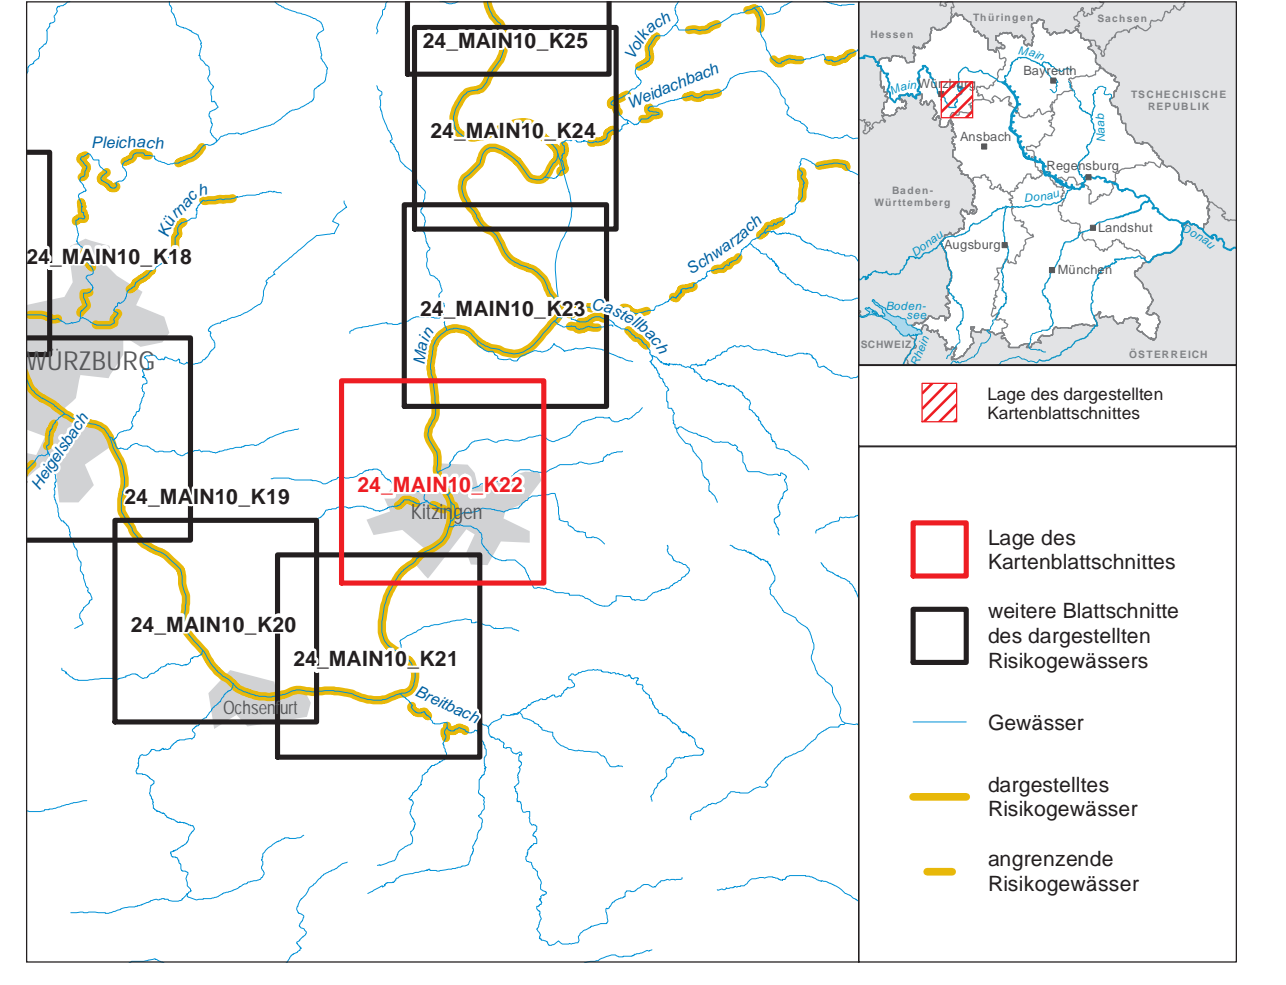 24_MAIN10_K25
Volkach
Weidachbach
24_MAIN10_K24
Pleichach
Kürnach
24_MAIN10_K18
Schwarzach
24_MAIN10_K23
Castellbach
Main
WÜRZBURG
Heigelsbach
24_MAIN10_K19
24_MAIN10_K22
Kitzingen
24_MAIN10_K20
24_MAIN10_K21
Ochsenfurt
Breitbach
Thüringen
Sachsen
Hessen
Main
Bayreuth
Main
Würzburg
TSCHECHISCHE
REPUBLIK
Naab
Ansbach
Regensburg
Baden-
Württemberg
Donau
Donau
Augsburg
Landshut
Donau
München
Boden-
see
SCHWEIZ
Rhein
ÖSTERREICH
Lage des dargestellten
Kartenblattschnittes
Lage des
Kartenblattschnittes
weitere Blattschnitte
des dargestellten
Risikogewässers
Gewässer
dargestelltes
Risikogewässer
angrenzende
Risikogewässer